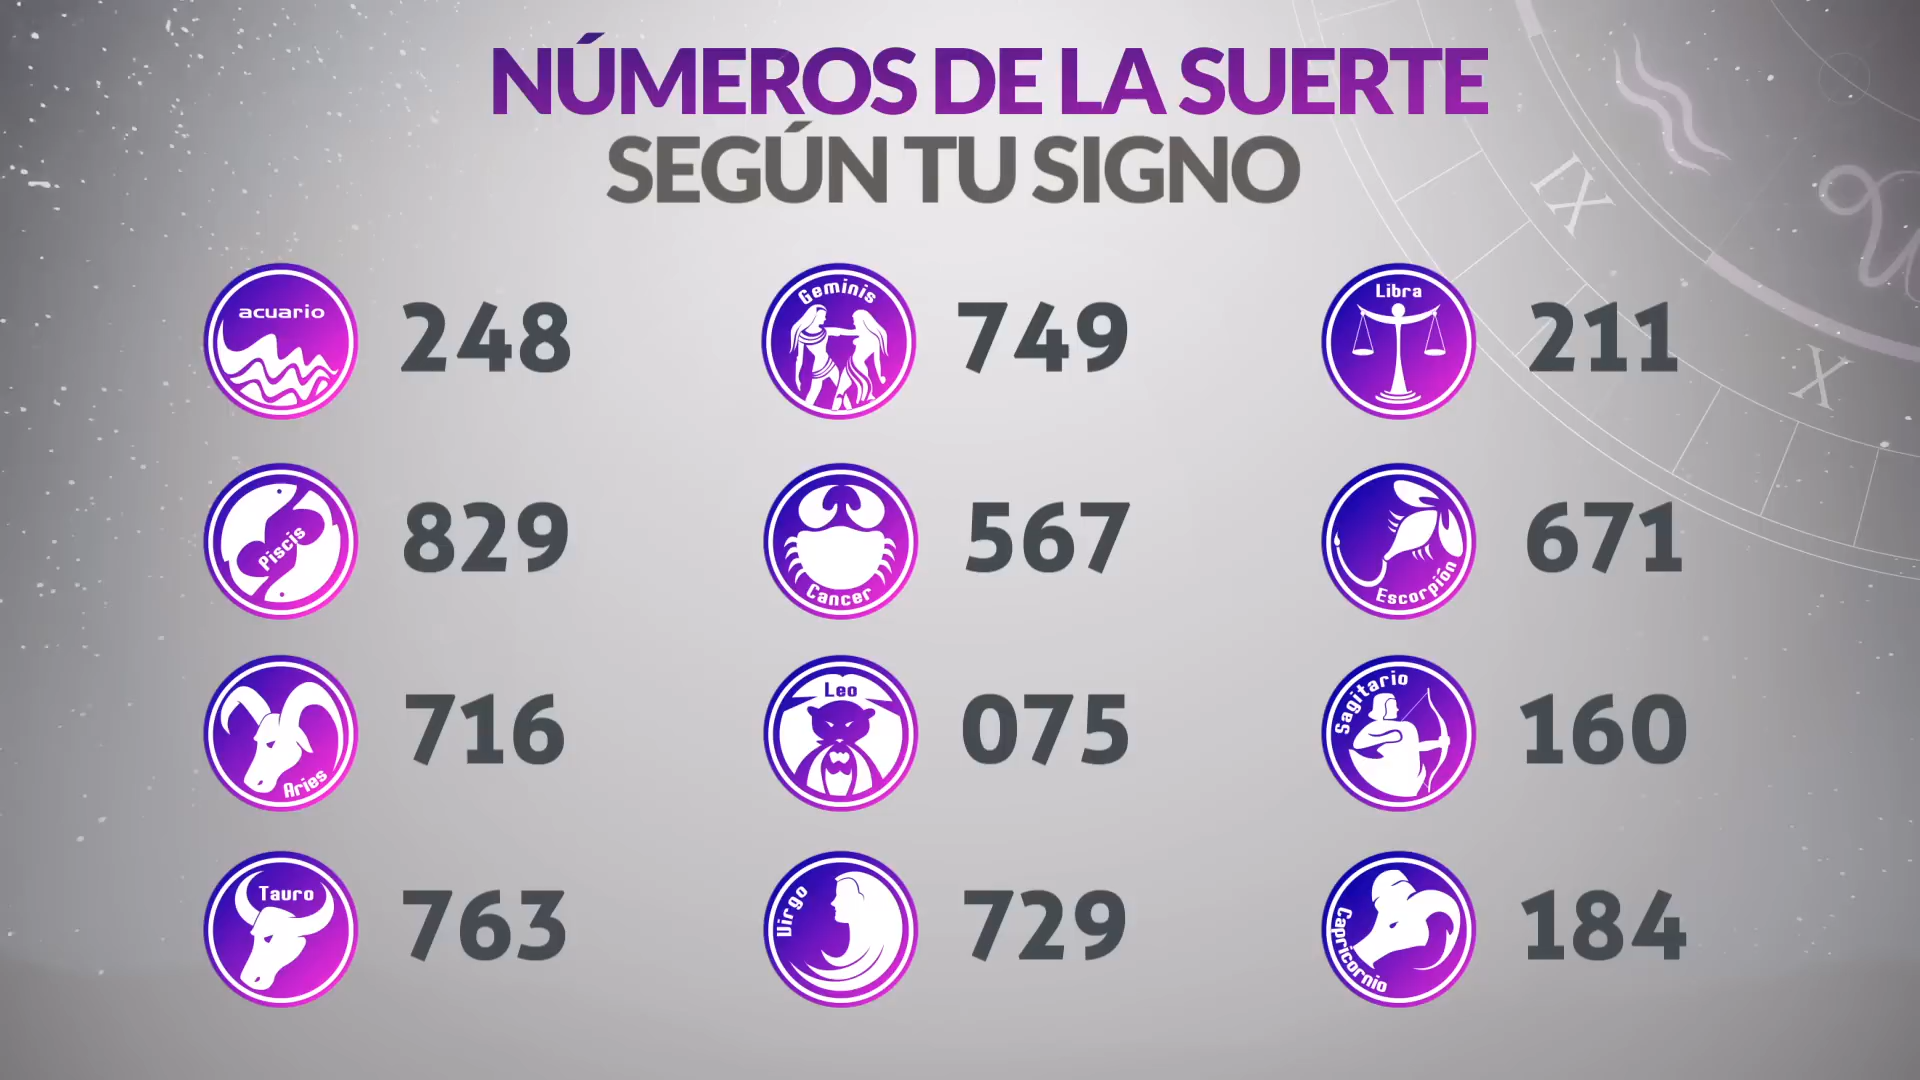 NÚMEROS DE LA SUERTE
SEGÚN TU SIGNO
IX
X
acuario 248
Geminis 749
Libra 211
Piscis 829
Cancer 567
Escorpión 671
Aries 716
Leo 075
Sagitario 160
Tauro 763
Virgo 729
Capricornio 184